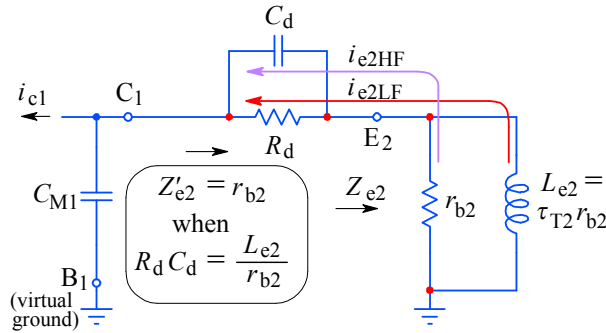 C_d
i_e2HF
i_c1
C_1
i_e2LF
E_2
R_d
C_M1
Z'_e2 = r_b2
when
R_d C_d = L_e2 / r_b2
Z_e2
r_b2
L_e2 =
τ_T2 r_b2
B_1
(virtual
ground)